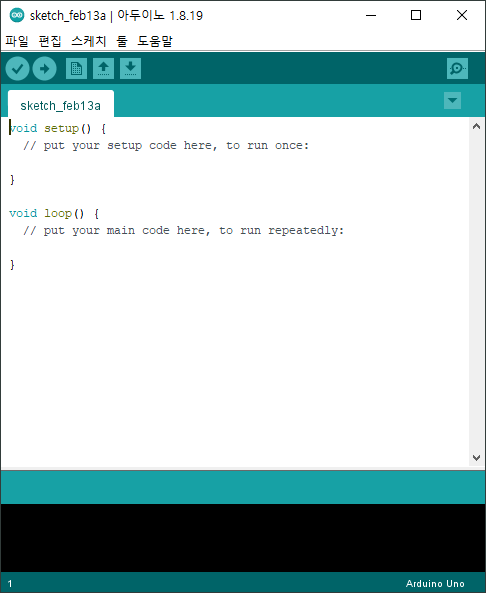 sketch_feb13a | 아두이노 1.8.19
파일 편집 스케치 툴 도움말
sketch_feb13a
void setup() {
  // put your setup code here, to run once:
}
void loop() {
  // put your main code here, to run repeatedly:
}
1 Arduino Uno